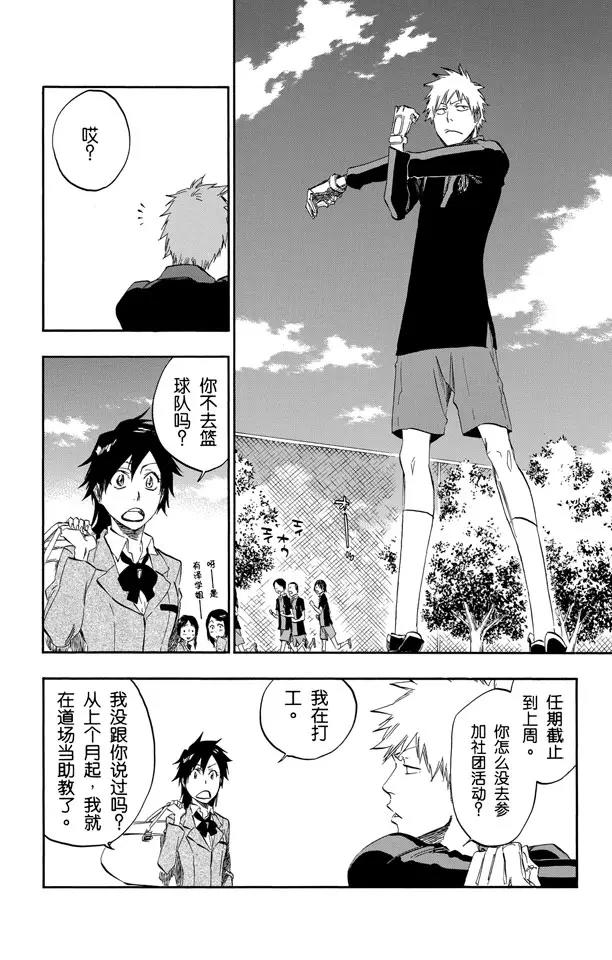 哎？
你不去篮
球队吗？
呀——是
有泽学姐——
任期截止
到上周。
你怎么没去参
加社团活动？
我在打
工。
我没跟你说过吗？
从上个月起，我就
在道场当助教了。